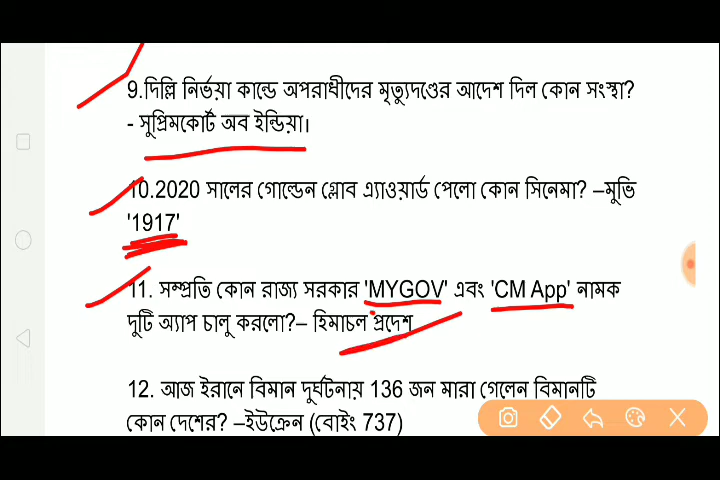 9.দিল্লি নির্ভয়া কান্ডে অপরাধীদের মৃত্যুদণ্ডের আদেশ দিল কোন সংস্থা?
- সুপ্রিমকোর্ট অব ইন্ডিয়া।
10.2020 সালের গোল্ডেন গ্লোব এ্যাওয়ার্ড পেলো কোন সিনেমা? –মুভি
'1917'
11. সম্প্রতি কোন রাজ্য সরকার 'MYGOV' এবং 'CM App' নামক
দুটি অ্যাপ চালু করলো?– হিমাচল প্রদেশ
12. আজ ইরানে বিমান দুর্ঘটনায় 136 জন মারা গেলেন বিমানটি
কোন দেশের? –ইউক্রেন (বোইং 737)